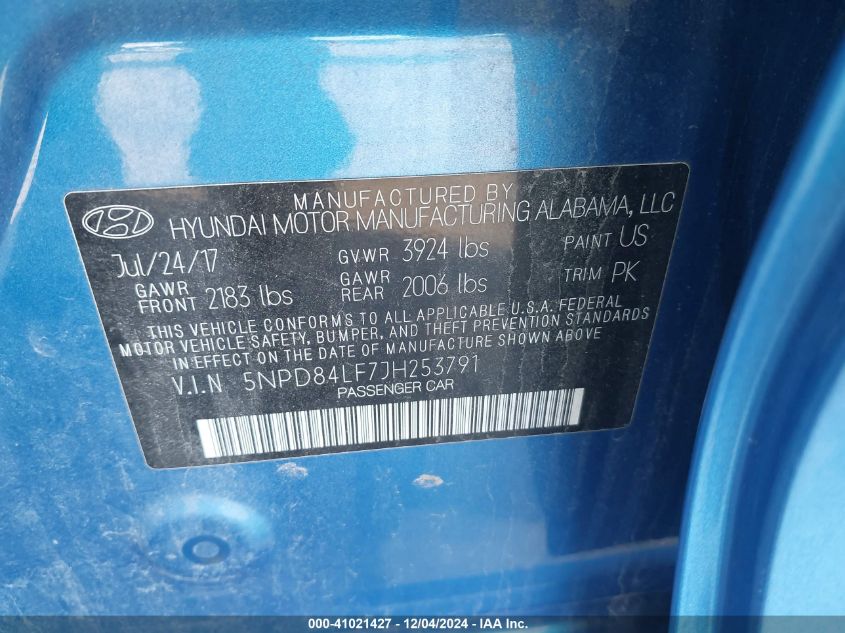 MANUFACTURED BY
HYUNDAI MOTOR MANUFACTURING ALABAMA, LLC
Jul/24/17 GVWR 3924 lbs PAINT US
GAWR FRONT 2183 lbs GAWR REAR 2006 lbs TRIM PK
THIS VEHICLE CONFORMS TO ALL APPLICABLE U.S.A. FEDERAL
MOTOR VEHICLE SAFETY, BUMPER, AND THEFT PREVENTION STANDARDS
IN EFFECT ON THE DATE OF MANUFACTURE SHOWN ABOVE
V.I.N 5NPD84LF7JH253791
PASSENGER CAR
000-41021427 - 12/04/2024 - IAA Inc.